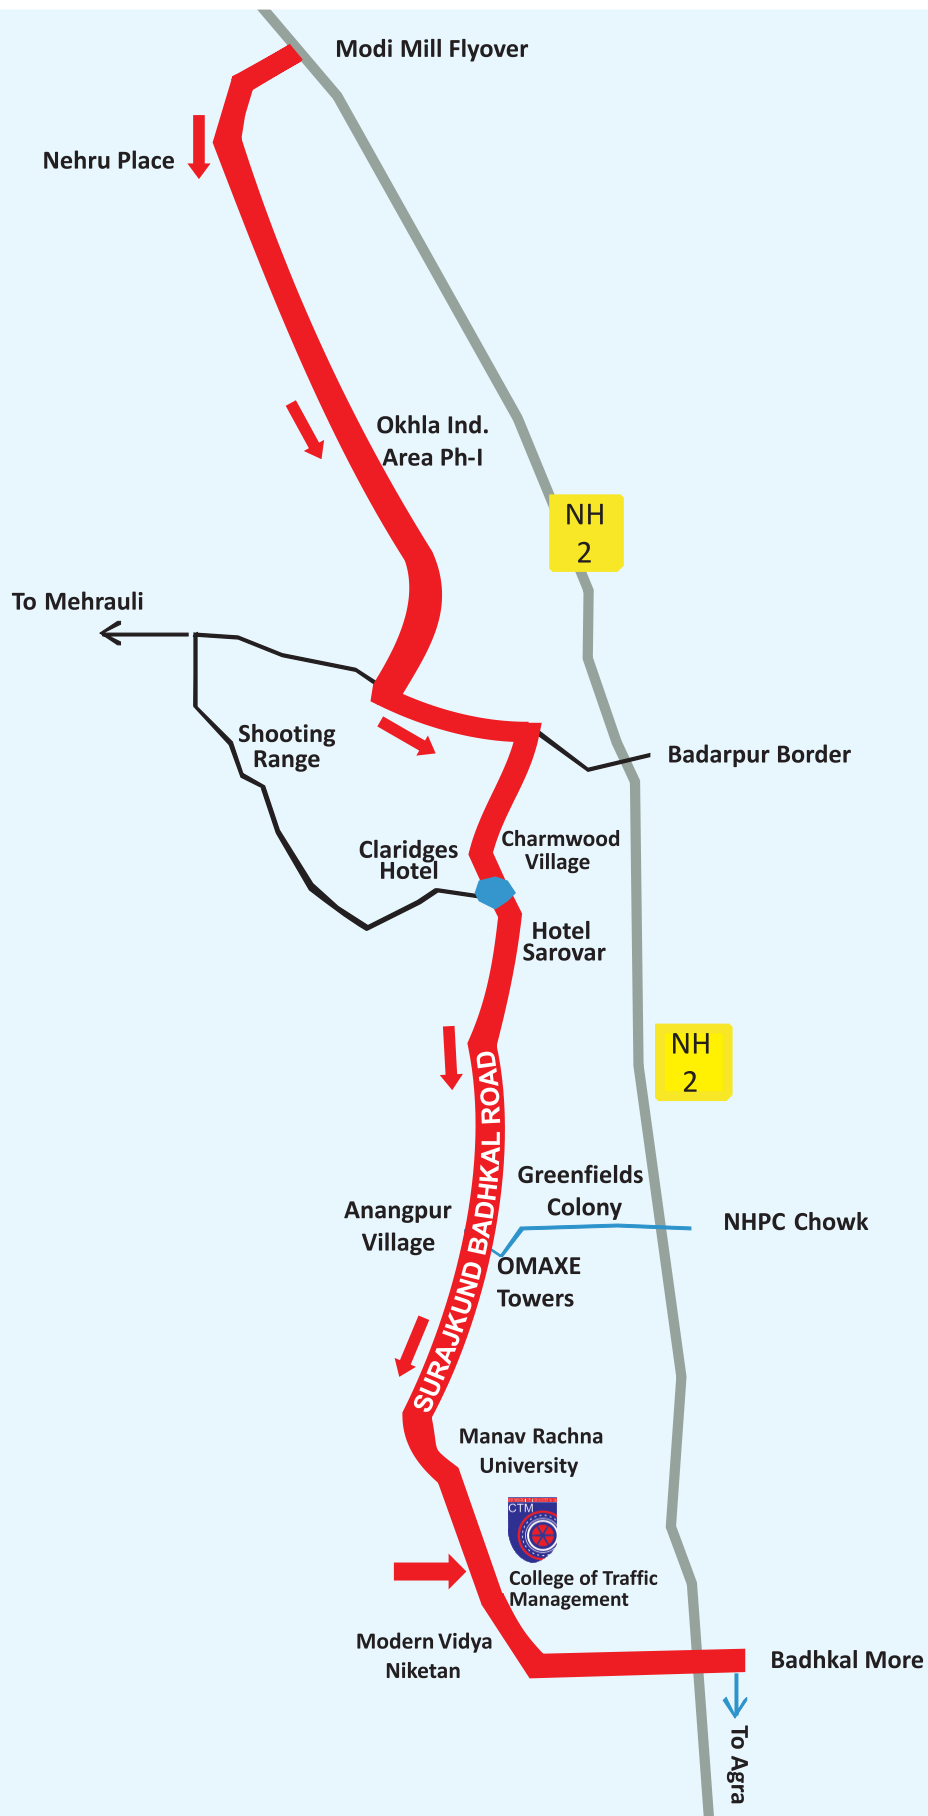 Modi Mill Flyover
Nehru Place
Okhla Ind.
Area Ph-I
NH
2
To Mehrauli
Shooting
Range
Badarpur Border
Charmwood
Village
Claridges
Hotel
Hotel
Sarovar
NH
2
SURAJKUND BADHKAL ROAD
Greenfields
Colony
Anangpur
Village
NHPC Chowk
OMAXE
Towers
Manav Rachna
University
CTM
College of Traffic
Management
Modern Vidya
Niketan
Badhkal More
To Agra